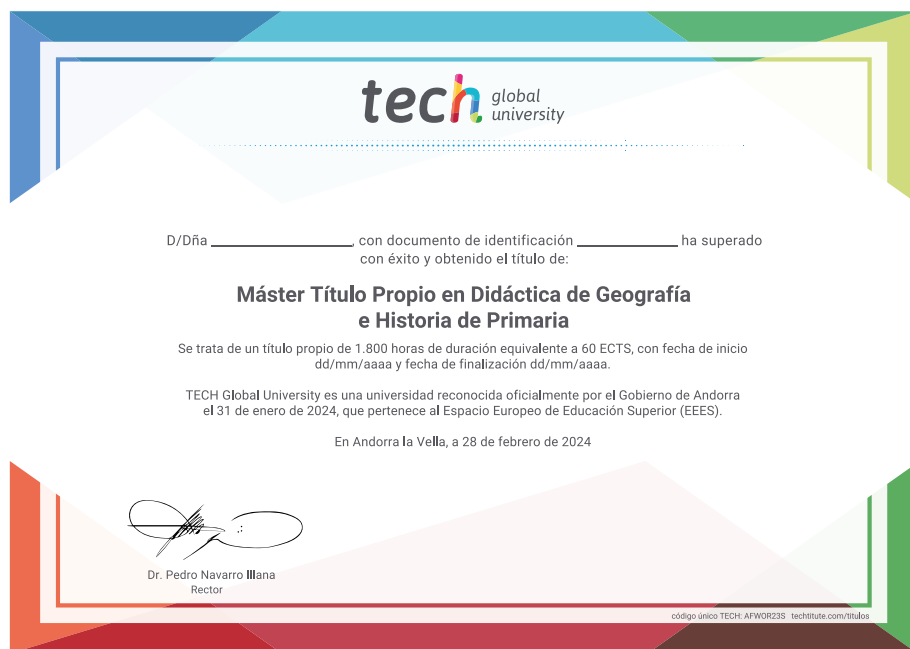 tech global
university
D/Dña ______________, con documento de identificación __________ ha superado
con éxito y obtenido el título de:
Máster Título Propio en Didáctica de Geografía
e Historia de Primaria
Se trata de un título propio de 1.800 horas de duración equivalente a 60 ECTS, con fecha de inicio
dd/mm/aaaa y fecha de finalización dd/mm/aaaa.
TECH Global University es una universidad reconocida oficialmente por el Gobierno de Andorra
el 31 de enero de 2024, que pertenece al Espacio Europeo de Educación Superior (EEES).
En Andorra la Vella, a 28 de febrero de 2024
Dr. Pedro Navarro Illana
Rector
código único TECH: AFWOR23S techtitute.com/titulos